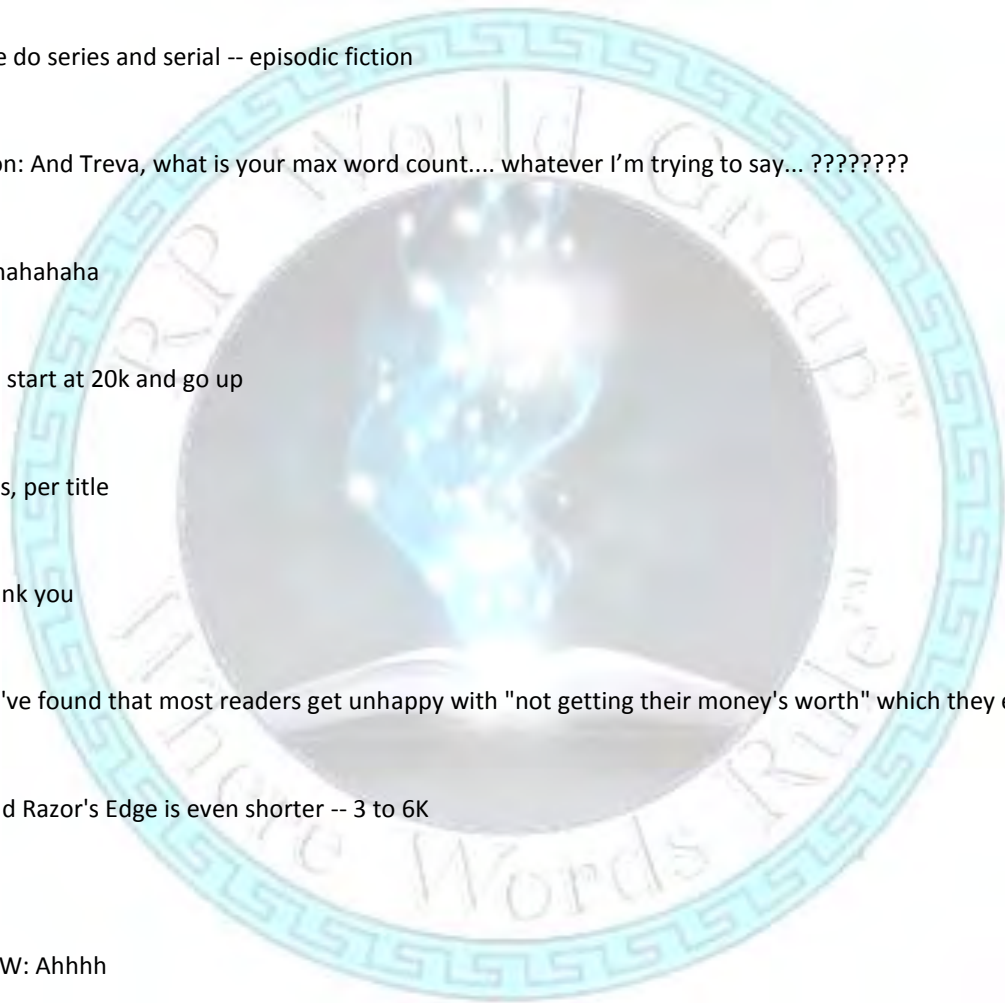 e do series and serial -- episodic fiction
on: And Treva, what is your max word count.... whatever I'm trying to say... ????????
hahahaha
start at 20k and go up
s, per title
nk you
've found that most readers get unhappy with "not getting their money's worth" which they e
d Razor's Edge is even shorter -- 3 to 6K
W: Ahhhh
RP World Group™
Where Words Rule™